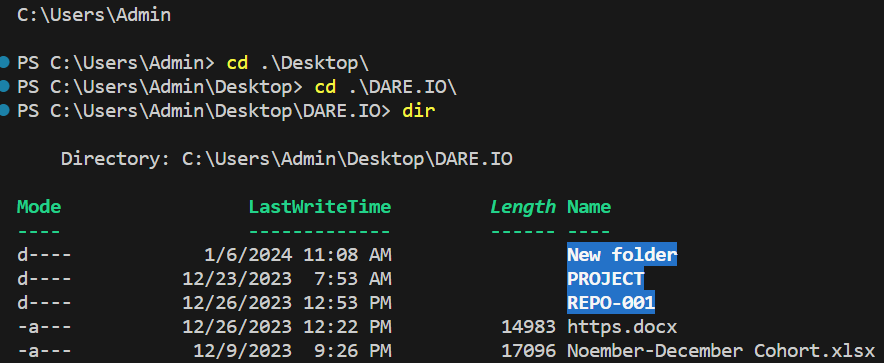 C:\Users\Admin
PS C:\Users\Admin> cd .\Desktop\
PS C:\Users\Admin\Desktop> cd .\DARE.IO\
PS C:\Users\Admin\Desktop\DARE.IO> dir
Directory: C:\Users\Admin\Desktop\DARE.IO
Mode LastWriteTime Length Name
---- ------------- ------ ----
d---- 1/6/2024 11:08 AM New folder
d---- 12/23/2023 7:53 AM PROJECT
d---- 12/26/2023 12:53 PM REPO-001
-a--- 12/26/2023 12:22 PM 14983 https.docx
-a--- 12/9/2023 9:26 PM 17096 Noember-December Cohort.xlsx